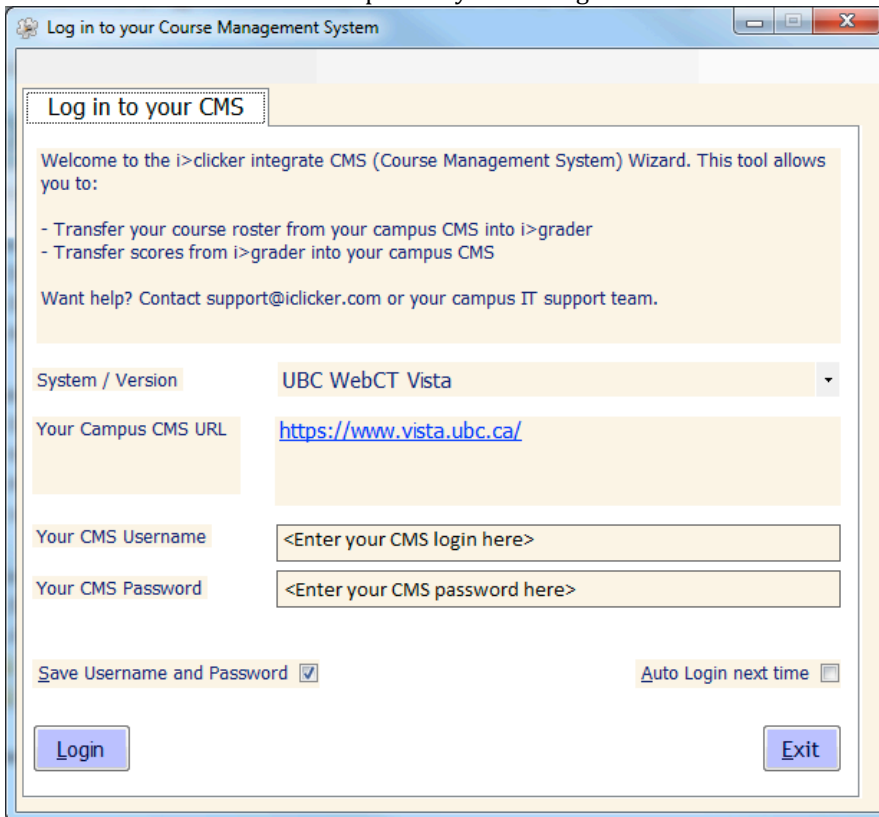 Log in to your Course Management System
Log in to your CMS
Welcome to the i>clicker integrate CMS (Course Management System) Wizard. This tool allows
you to:
- Transfer your course roster from your campus CMS into i>grader
- Transfer scores from i>grader into your campus CMS
Want help? Contact support@iclicker.com or your campus IT support team.
System / Version
UBC WebCT Vista
Your Campus CMS URL
https://www.vista.ubc.ca/
Your CMS Username
<Enter your CMS login here>
Your CMS Password
<Enter your CMS password here>
Save Username and Password
Auto Login next time
Login
Exit